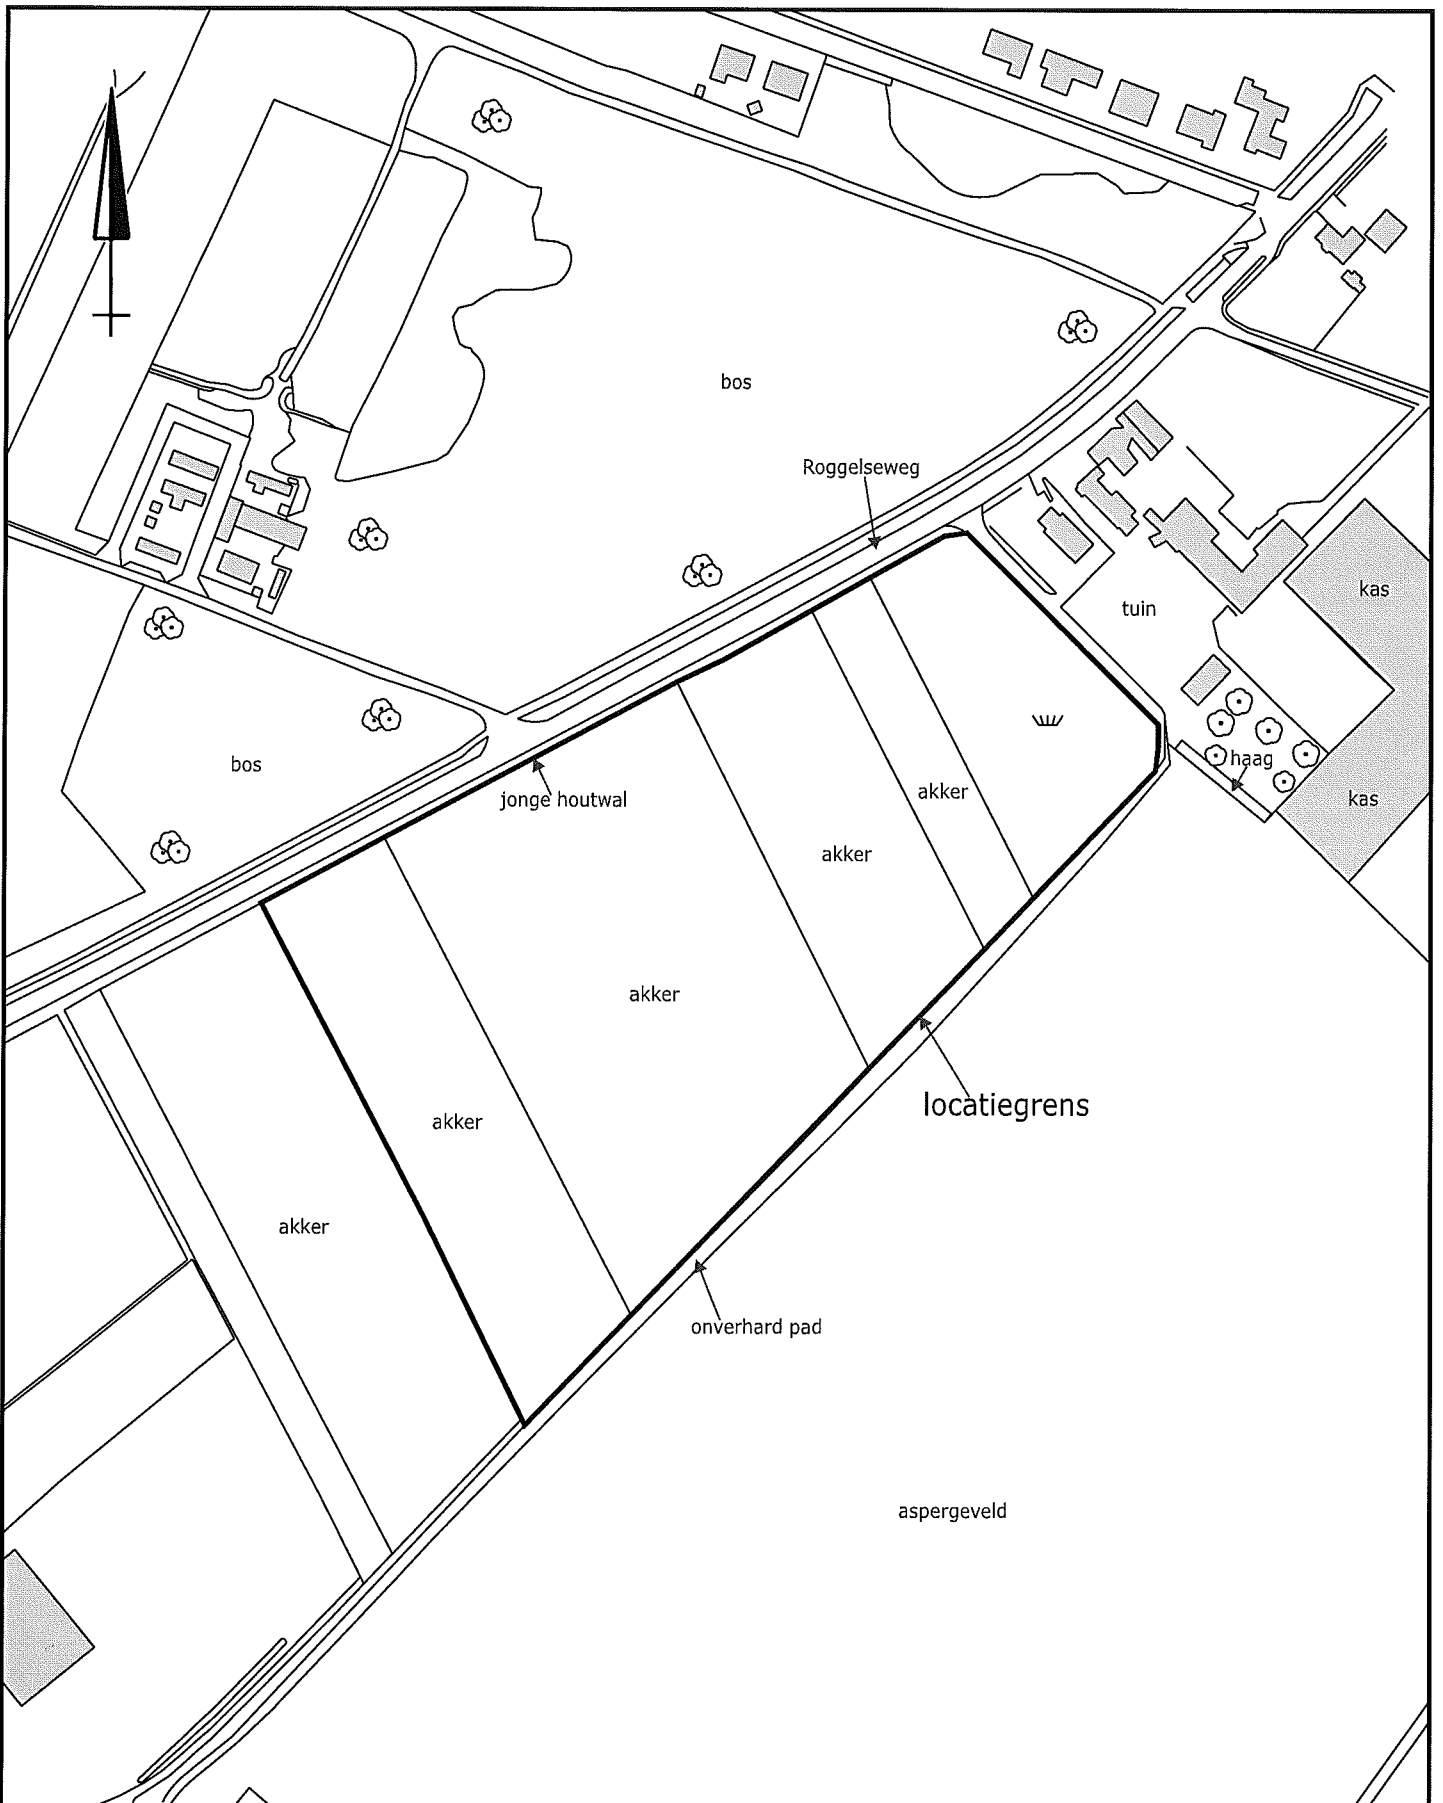 bos
Roggelseweg
kas
tuin
bos
haag
akker
jonge houtwal
kas
akker
akker
locatiegrens
akker
akker
onverhard pad
aspergeveld